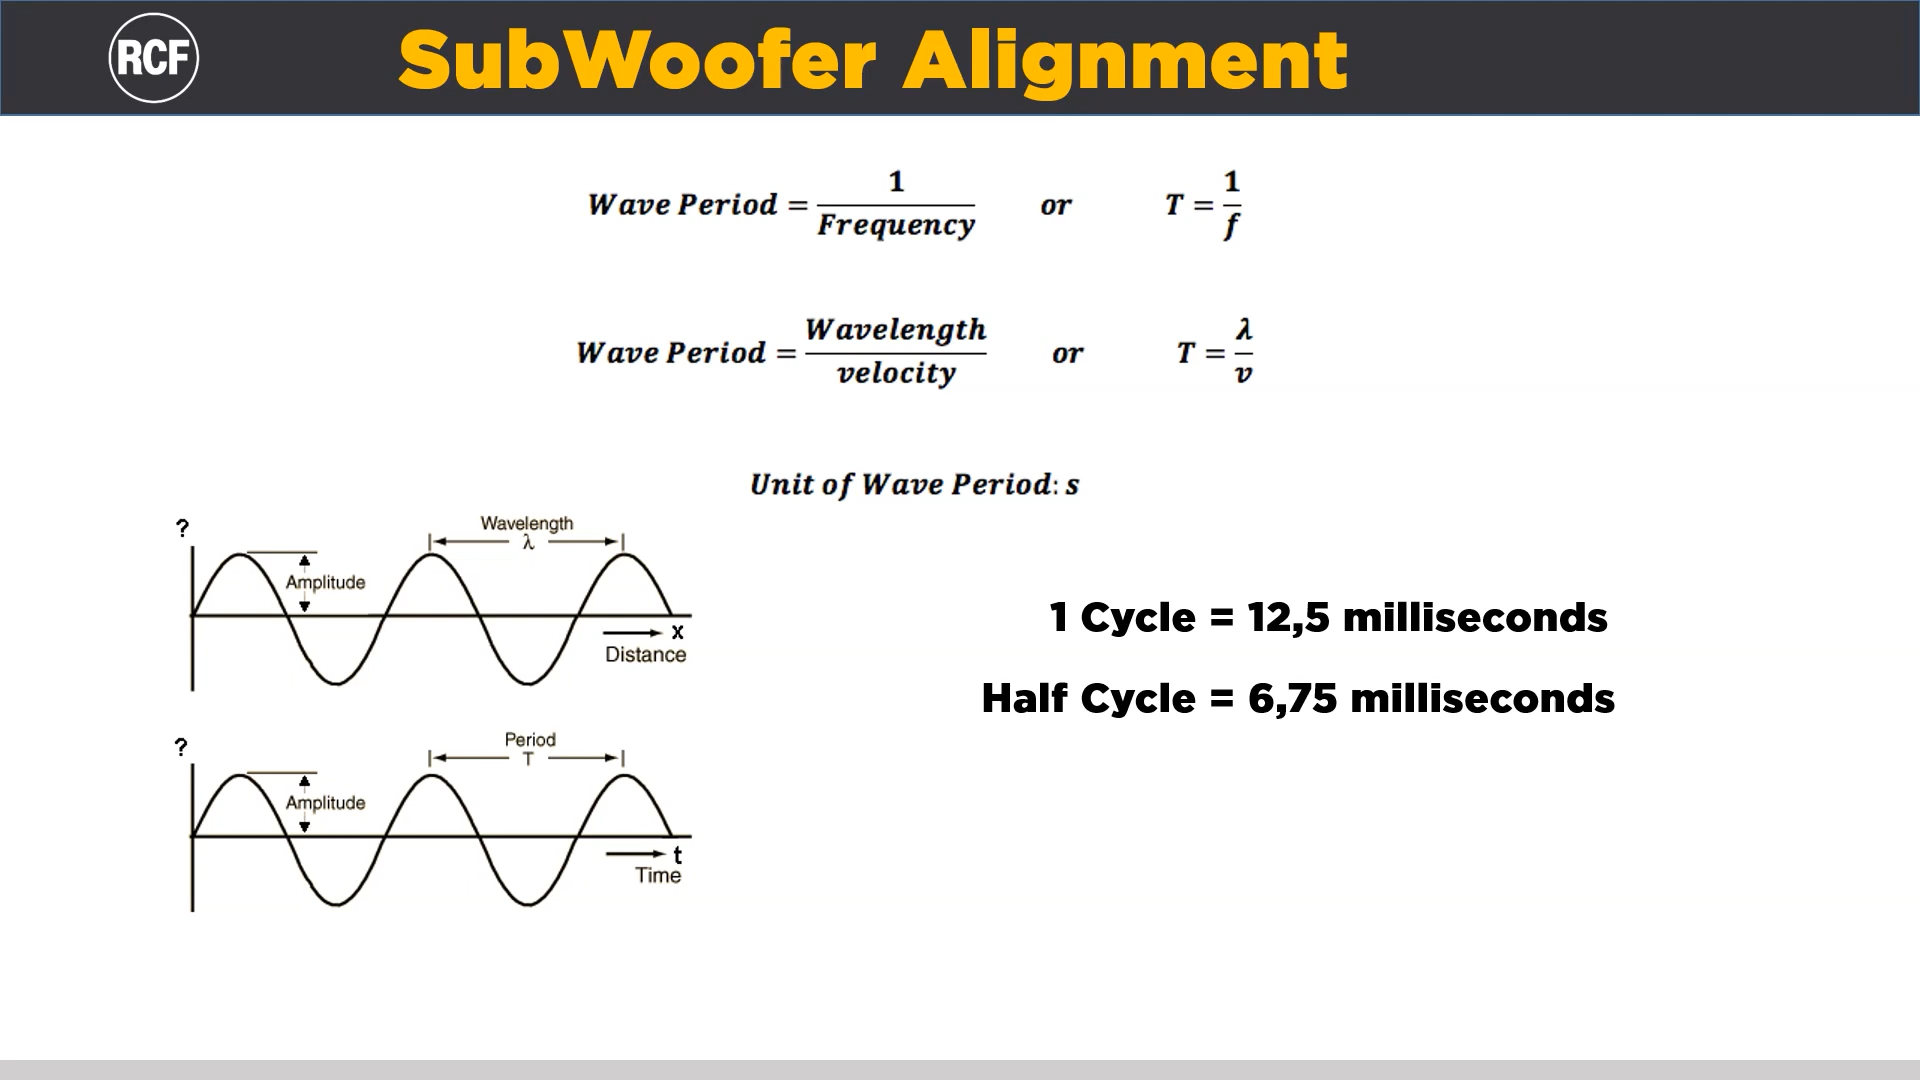 RCF
SubWoofer Alignment
Wave Period = 1 / Frequency or T = 1 / f
Wave Period = Wavelength / velocity or T = λ / v
Unit of Wave Period: s
?
Wavelength
λ
Amplitude
x
Distance
1 Cycle = 12,5 milliseconds
Half Cycle = 6,75 milliseconds
?
Period
T
Amplitude
t
Time